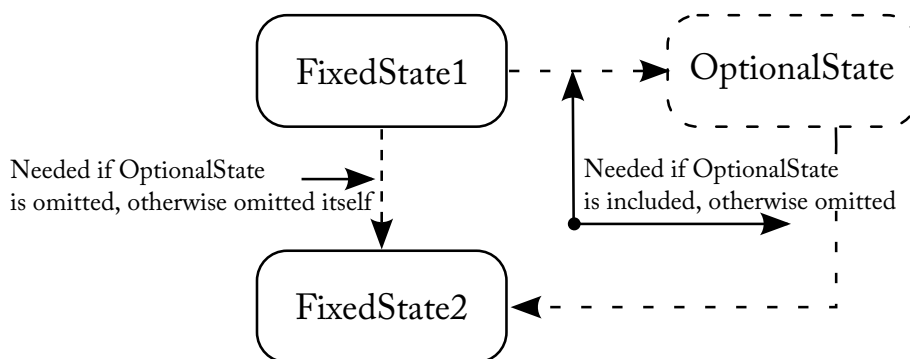 FixedState1
OptionalState
Needed if OptionalState
is omitted, otherwise omitted itself
Needed if OptionalState
is included, otherwise omitted
FixedState2